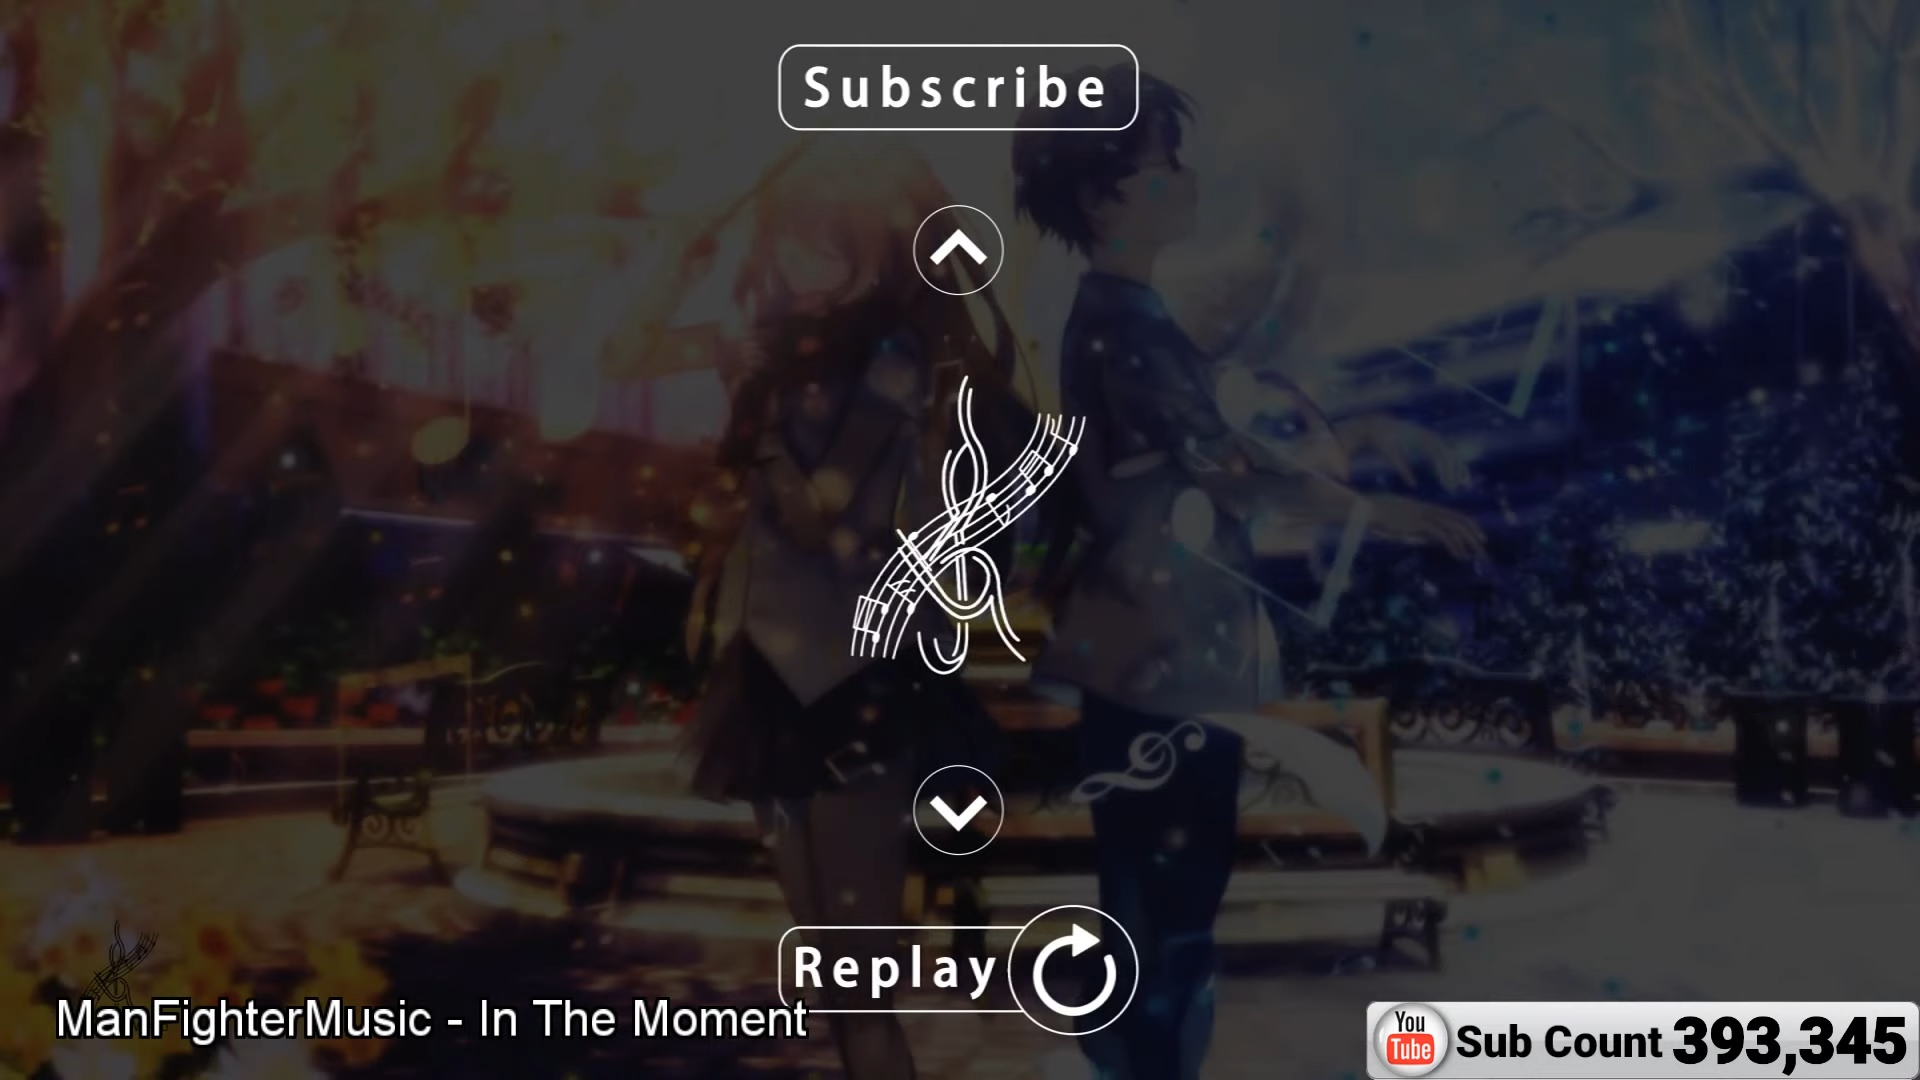 Subscribe
Replay
ManFighterMusic - In The Moment
You
Tube
Sub Count 393,345